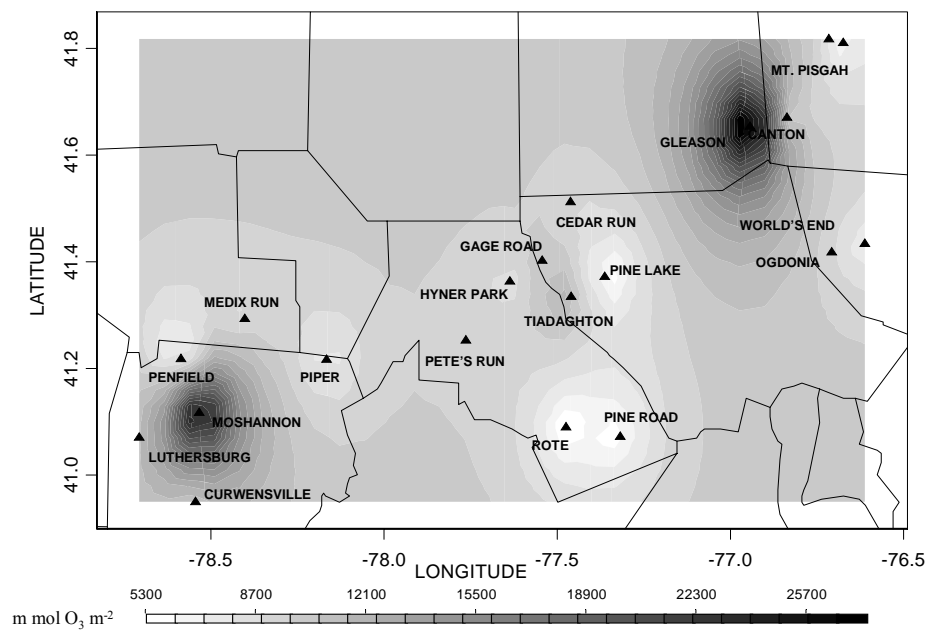 41.8
MT. PISGAH
GLEASON
CANTON
41.6
CEDAR RUN
WORLD'S END
GAGE ROAD
OGDONIA
41.4
PINE LAKE
HYNER PARK
MEDIX RUN
TIADAGHTON
LATITUDE
PETE'S RUN
41.2
PENFIELD
PIPER
PINE ROAD
MOSHANNON
ROTE
LUTHERSBURG
41.0
CURWENSVILLE
-78.5 -78.0 -77.5 -77.0 -76.5
LONGITUDE
5300 8700 12100 15500 18900 22300 25700
m mol O3 m-2